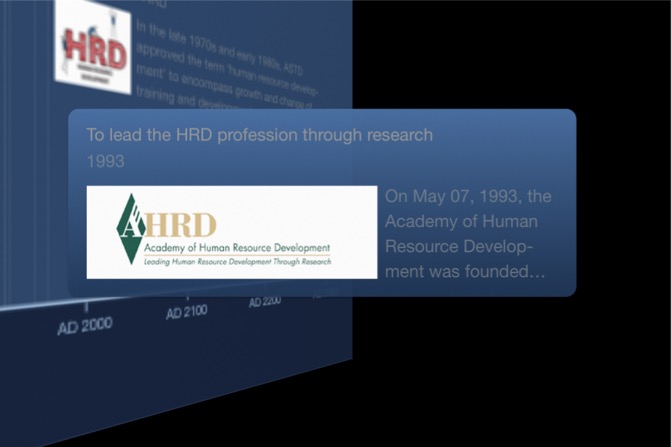 HRD
In the late 1970s and early 1980s, ASTD
approved the term 'human resource develop-
ment' to encompass growth and change of
training and develop
To lead the HRD profession through research
1993
AHRD
Academy of Human Resource Development
Leading Human Resource Development Through Research
On May 07, 1993, the
Academy of Human
Resource Develop-
ment was founded...
AD 2000
AD 2100
AD 2200